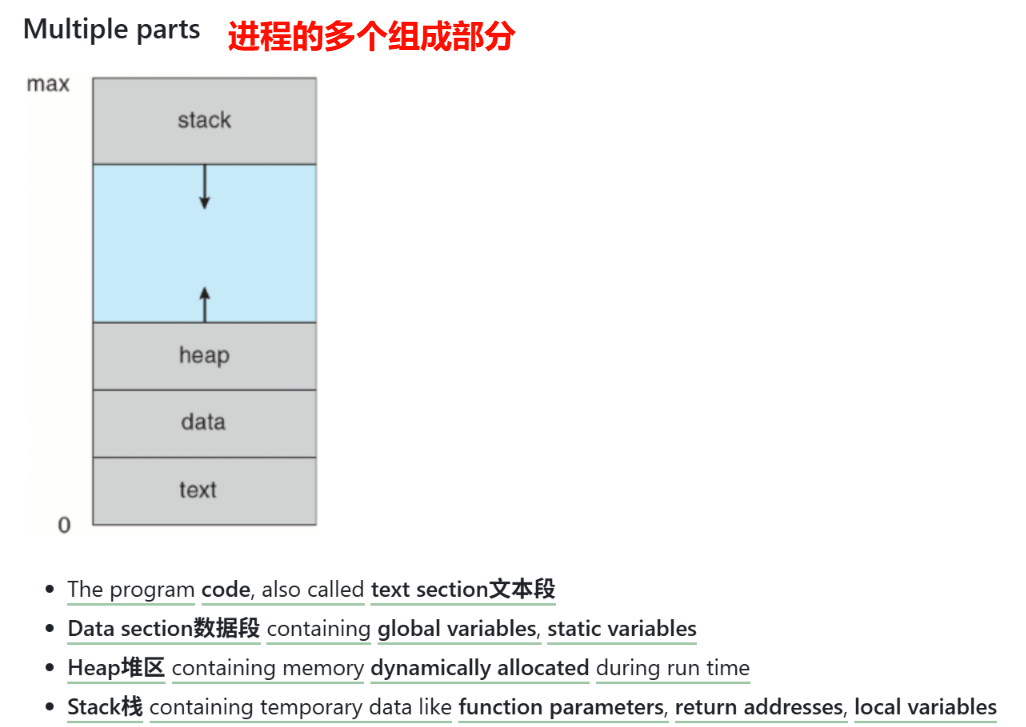 Multiple parts 进程的多个组成部分
max
stack
heap
data
text
0
The program code, also called text section文本段
Data section数据段 containing global variables, static variables
Heap堆区 containing memory dynamically allocated during run time
Stack栈 containing temporary data like function parameters, return addresses, local variables